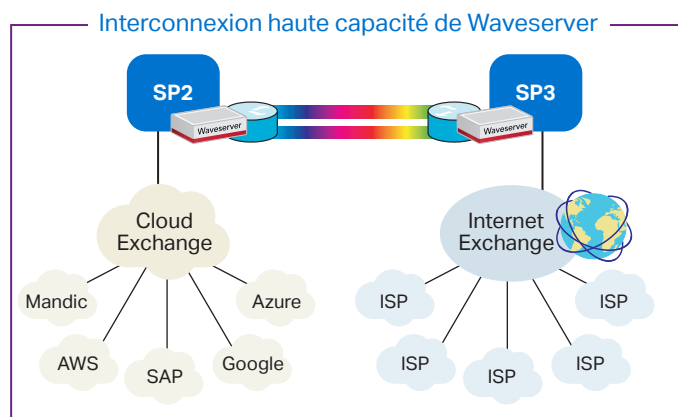 Interconnexion haute capacité de Waveserver
SP2
SP3
Waveserver
Waveserver
Cloud
Exchange
Internet
Exchange
Mandic
Azure
ISP
ISP
AWS
SAP
Google
ISP
ISP
ISP